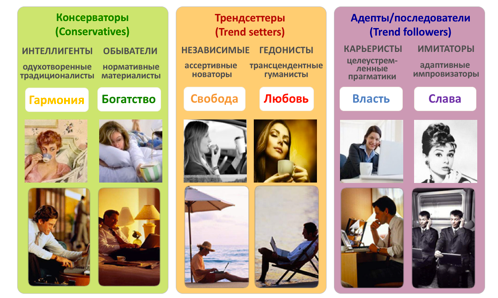 Консерваторы
(Conservatives)
ИНТЕЛЛИГЕНТЫ
одухотворенные
традиционалисты
Гармония
ОБЫВАТЕЛИ
нормативные
материалисты
Богатство
Трендсеттеры
(Trend setters)
НЕЗАВИСИМЫЕ
ассертивные
новаторы
Свобода
ГЕДОНИСТЫ
трансцендентные
гуманисты
Любовь
Адепты/последователи
(Trend followers)
КАРЬЕРИСТЫ
целеустрем-
ленные
прагматики
Власть
ИМИТАТОРЫ
адаптивные
импровизаторы
Слава